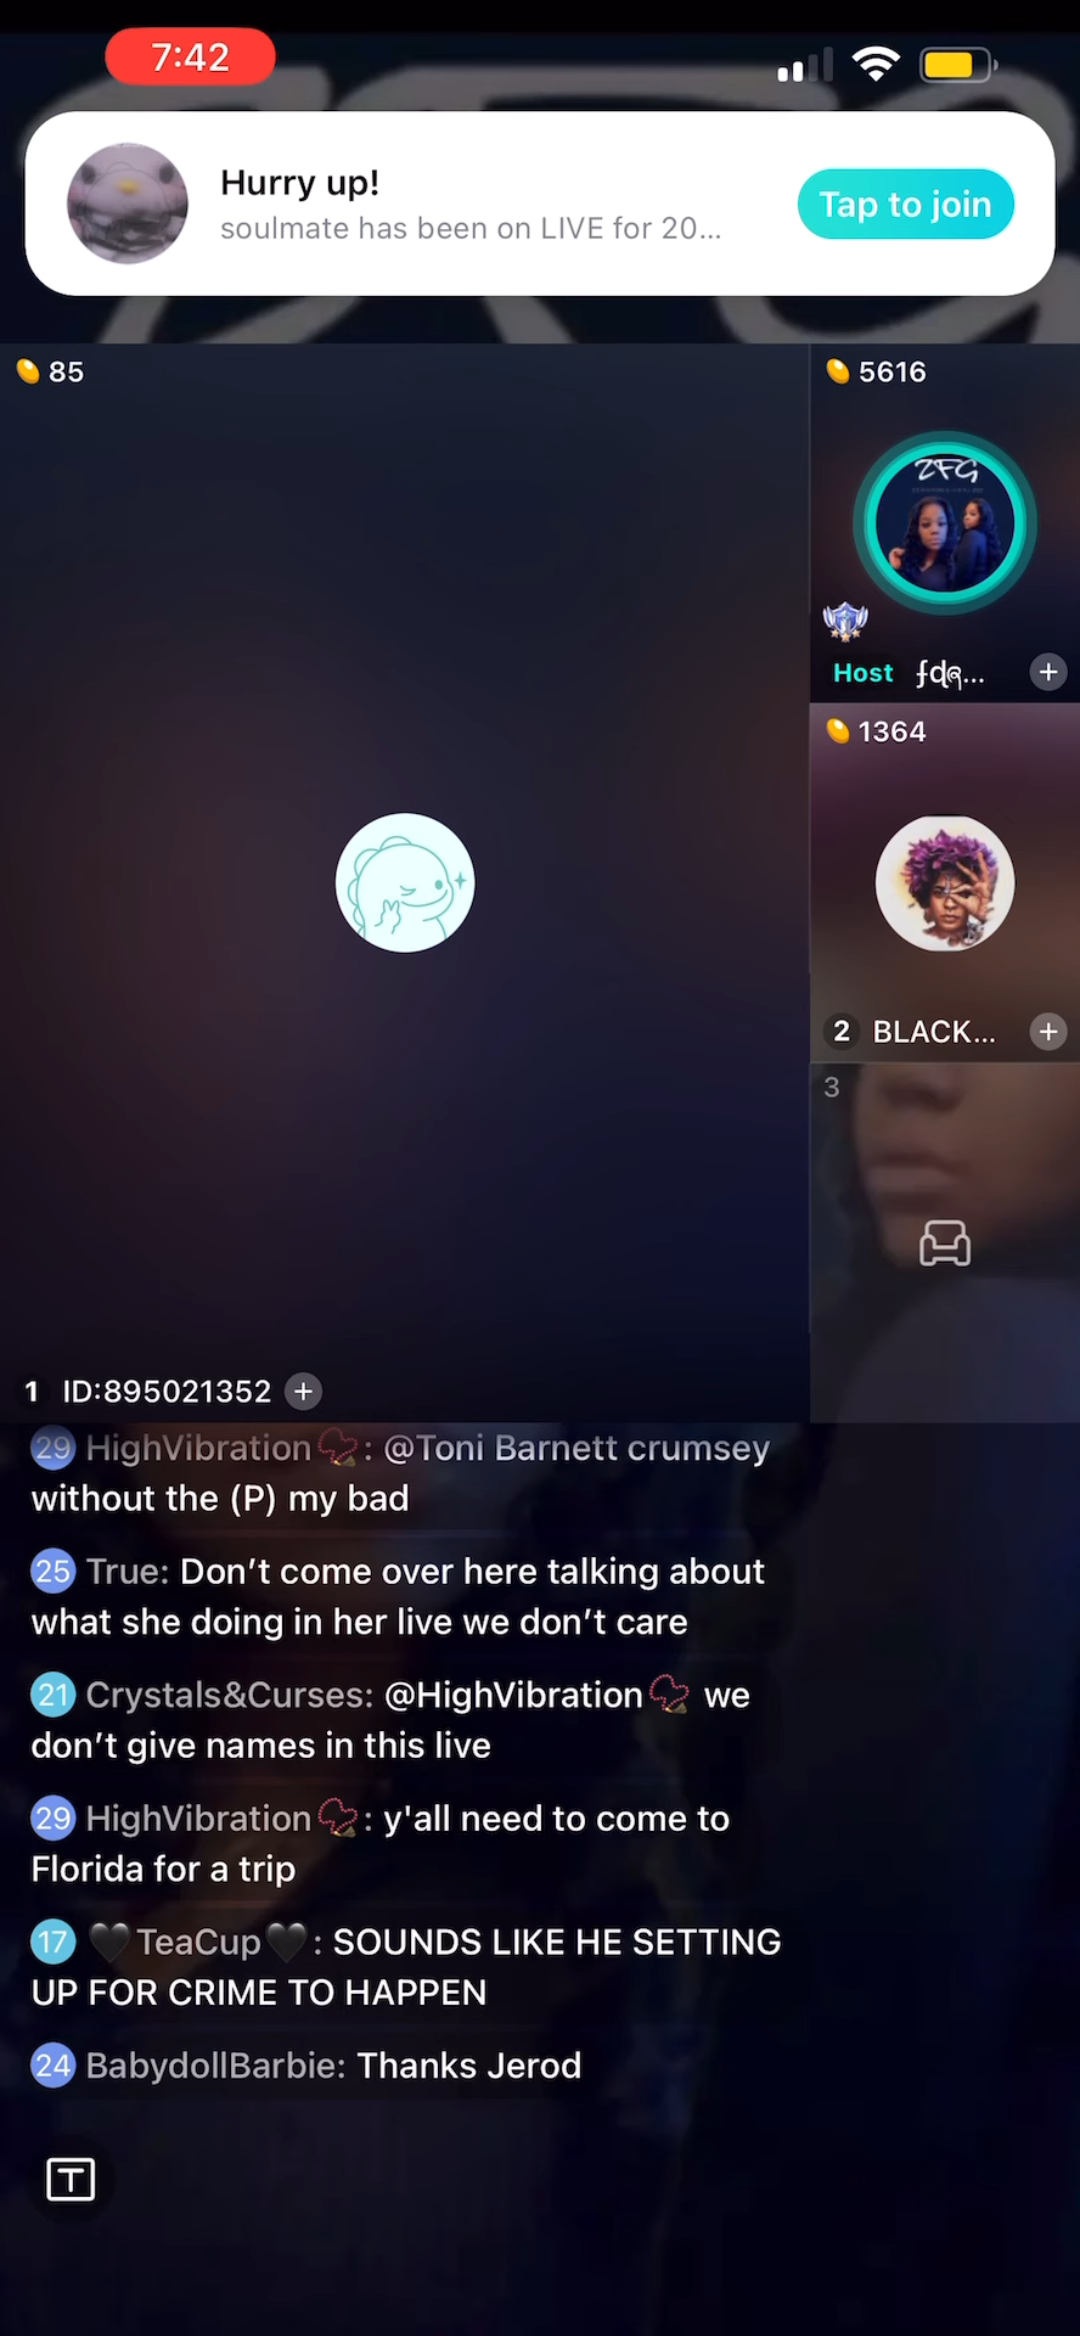 7:42
Hurry up!
soulmate has been on LIVE for 20...
Tap to join
85
5616
ZFG
Host
1364
2 BLACK...
3
1 ID:895021352
29 HighVibration📿: @Toni Barnett crumsey
without the (P) my bad
25 True: Don’t come over here talking about
what she doing in her live we don’t care
21 Crystals&Curses: @HighVibration📿 we
don’t give names in this live
29 HighVibration📿: y'all need to come to
Florida for a trip
17 🖤TeaCup🖤: SOUNDS LIKE HE SETTING
UP FOR CRIME TO HAPPEN
24 BabydollBarbie: Thanks Jerod
T